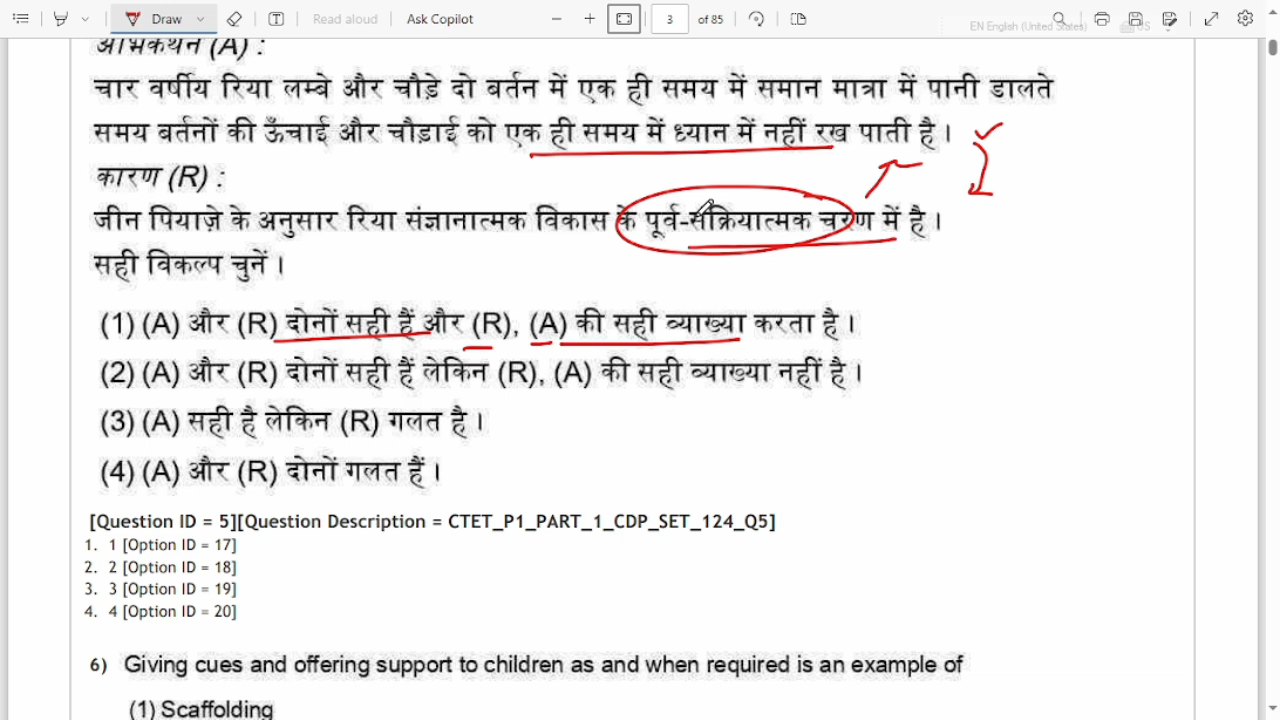 Draw
Read aloud
Ask Copilot
3
of 85
EN English (United States)
US
अभिकथन (A) :
चार वर्षीय रिया लम्बे और चौड़े दो बर्तन में एक ही समय में समान मात्रा में पानी डालते
समय बर्तनों की ऊँचाई और चौड़ाई को एक ही समय में ध्यान में नहीं रख पाती है।
कारण (R) :
जीन पियाज़े के अनुसार रिया संज्ञानात्मक विकास के पूर्व-संक्रियात्मक चरण में है।
सही विकल्प चुनें।
(1) (A) और (R) दोनों सही हैं और (R), (A) की सही व्याख्या करता है।
(2) (A) और (R) दोनों सही हैं लेकिन (R), (A) की सही व्याख्या नहीं है।
(3) (A) सही है लेकिन (R) गलत है।
(4) (A) और (R) दोनों गलत हैं।
[Question ID = 5][Question Description = CTET_P1_PART_1_CDP_SET_124_Q5]
1. 1 [Option ID = 17]
2. 2 [Option ID = 18]
3. 3 [Option ID = 19]
4. 4 [Option ID = 20]
6) Giving cues and offering support to children as and when required is an example of
(1) Scaffolding